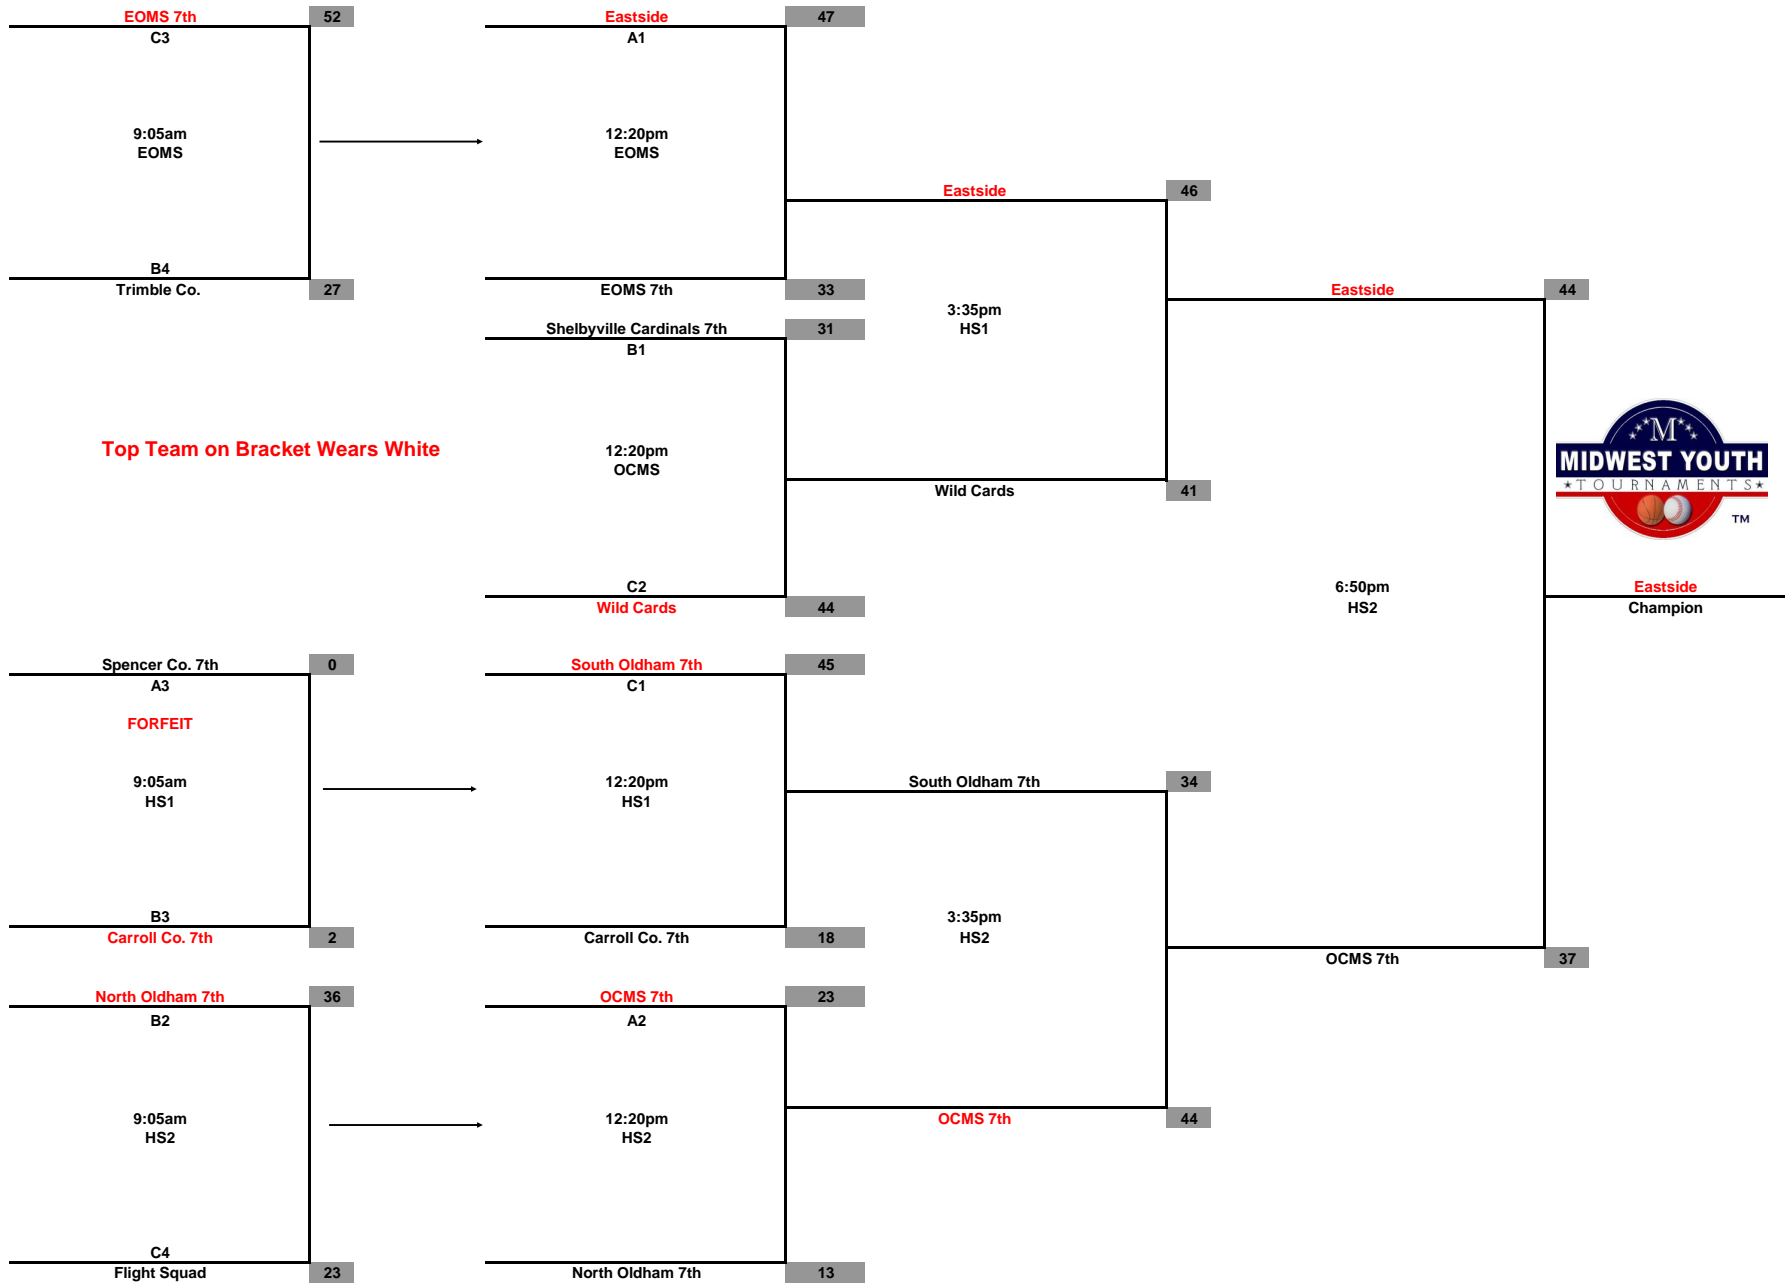 EOMS 7th 52 Eastside 47
C3 A1
9:05am 12:20pm
EOMS EOMS
Eastside 46
B4
Trimble Co. 27 EOMS 7th 33 Eastside 44
3:35pm
HS1
Shelbyville Cardinals 7th 31
B1
M
Top Team on Bracket Wears White
12:20pm
OCMS
MIDWEST YOUTH
TOURNAMENTS
TM
Wild Cards 41
C2 6:50pm Eastside
Wild Cards 44 HS2 Champion
Spencer Co. 7th 0 South Oldham 7th 45
A3 C1
FORFEIT
9:05am 12:20pm South Oldham 7th 34
HS1 HS1
B3 3:35pm
Carroll Co. 7th 2 Carroll Co. 7th 18 HS2
OCMS 7th 37
North Oldham 7th 36 OCMS 7th 23
B2 A2
9:05am 12:20pm OCMS 7th 44
HS2 HS2
C4
Flight Squad 23 North Oldham 7th 13